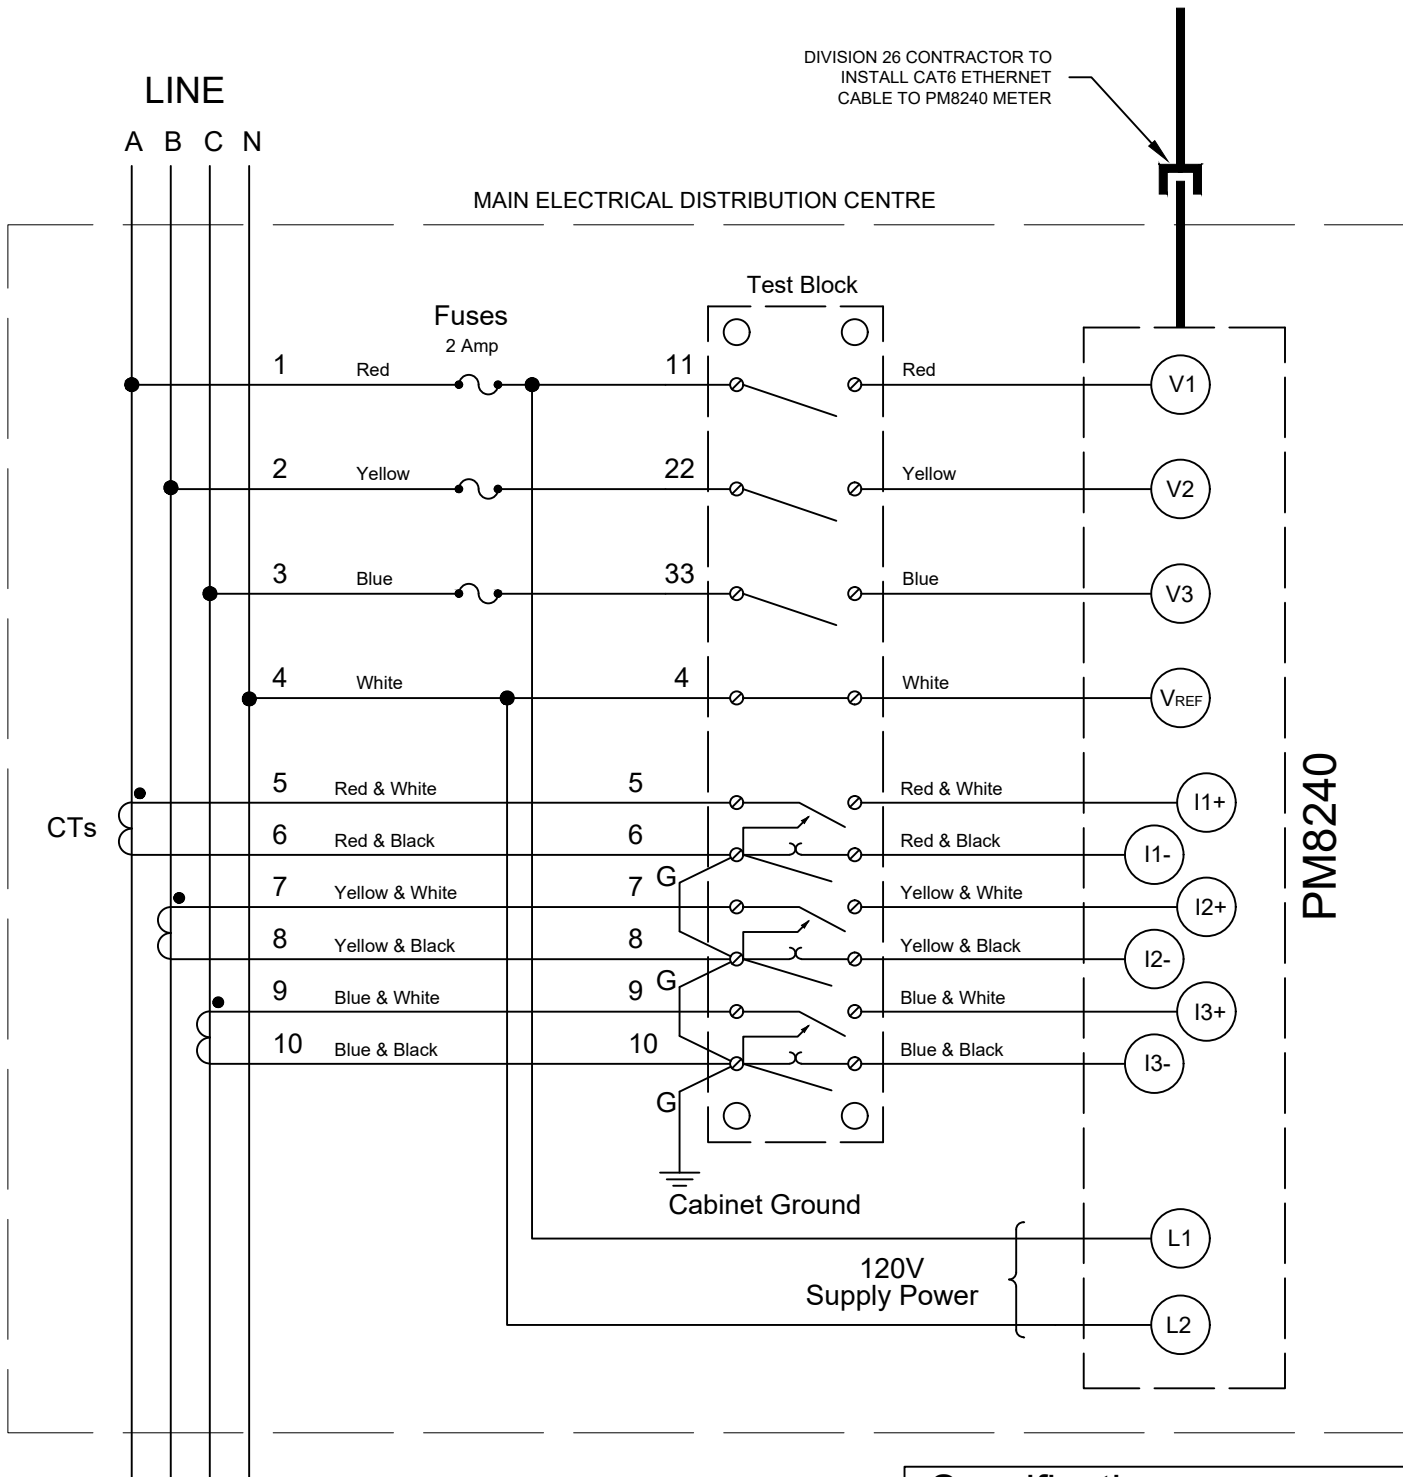 DIVISION 26 CONTRACTOR TO
INSTALL CAT6 ETHERNET
CABLE TO PM8240 METER
LINE
A B C N
MAIN ELECTRICAL DISTRIBUTION CENTRE
Test Block
Fuses
2 Amp
1 Red 11 Red V1
2 Yellow 22 Yellow V2
3 Blue 33 Blue V3
4 White 4 White VREF
CTs
5 Red & White 5 Red & White I1+
6 Red & Black 6 Red & Black I1-
G
7 Yellow & White 7 Yellow & White I2+
8 Yellow & Black 8 Yellow & Black I2-
G
9 Blue & White 9 Blue & White I3+
10 Blue & Black 10 Blue & Black I3-
G
PM8240
Cabinet Ground
120V
Supply Power
L1
L2